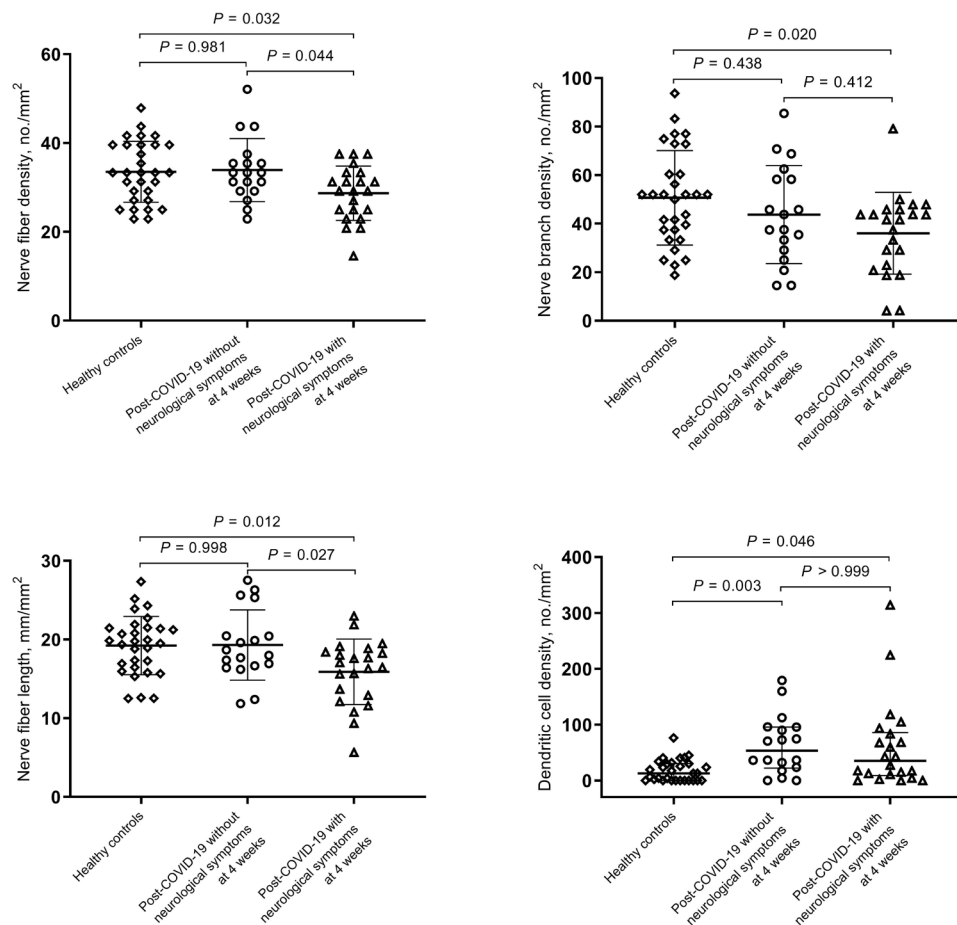 P = 0.032
P = 0.981
P = 0.044
60
40
20
0
Nerve fiber density, no./mm²
Healthy controls
Post-COVID-19 without
neurological symptoms
at 4 weeks
Post-COVID-19 with
neurological symptoms
at 4 weeks
P = 0.020
P = 0.438
P = 0.412
100
80
60
40
20
0
Nerve branch density, no./mm²
Healthy controls
Post-COVID-19 without
neurological symptoms
at 4 weeks
Post-COVID-19 with
neurological symptoms
at 4 weeks
P = 0.012
P = 0.998
P = 0.027
30
20
10
0
Nerve fiber length, mm/mm²
Healthy controls
Post-COVID-19 without
neurological symptoms
at 4 weeks
Post-COVID-19 with
neurological symptoms
at 4 weeks
P = 0.046
P = 0.003
P > 0.999
400
300
200
100
0
Dendritic cell density, no./mm²
Healthy controls
Post-COVID-19 without
neurological symptoms
at 4 weeks
Post-COVID-19 with
neurological symptoms
at 4 weeks